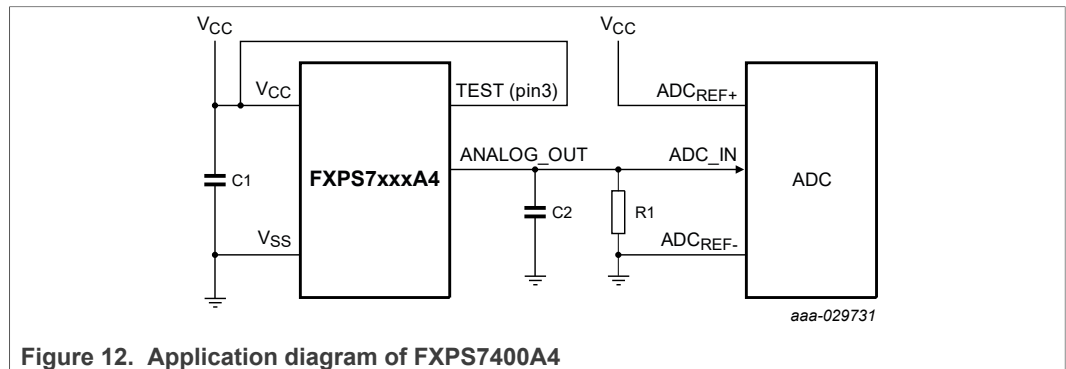 VCC
VCC
VCC
TEST (pin3)
ADCREF+
ANALOG_OUT
ADC_IN
C1
FXPS7xxxA4
ADC
C2
R1
VSS
ADCREF-
aaa-029731
Figure 12. Application diagram of FXPS7400A4